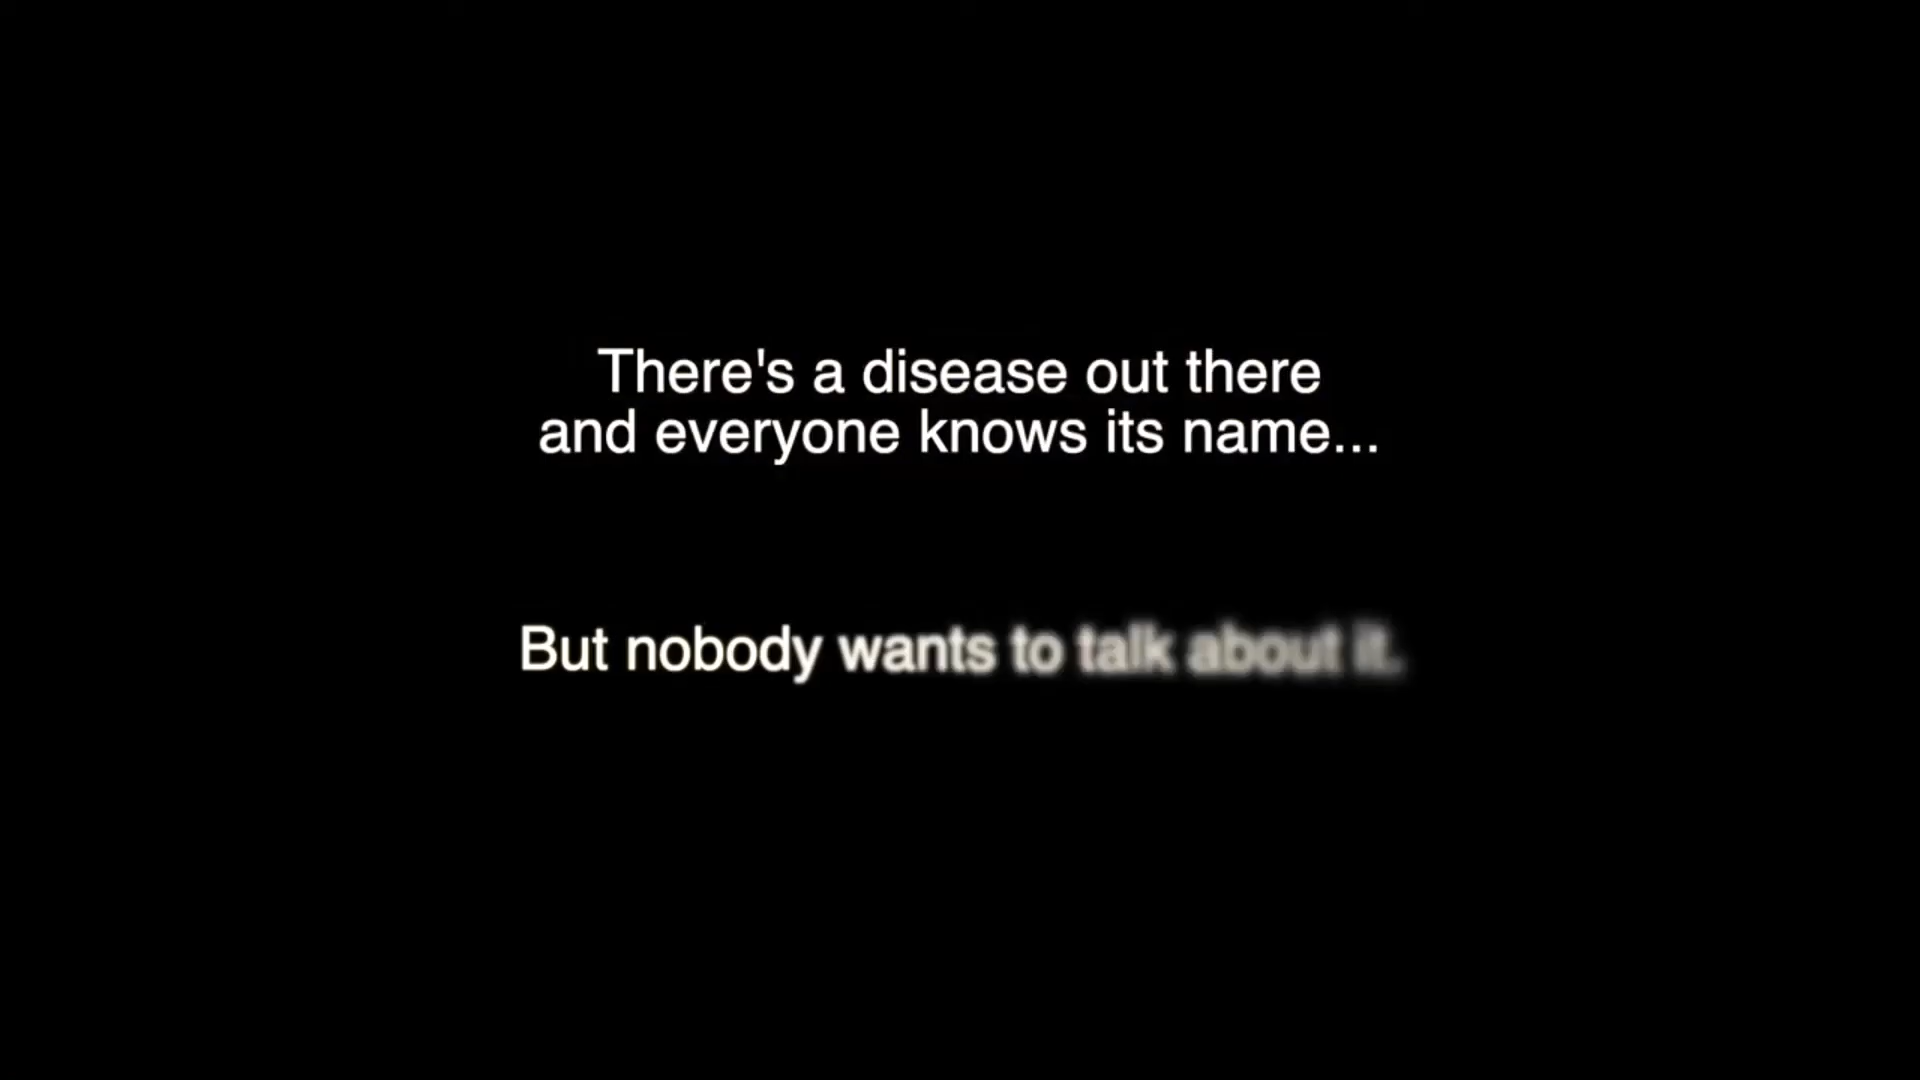 There's a disease out there
and everyone knows its name...
But nobody wants to talk about it.